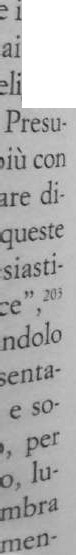 e i
ai
eli
Presu-
più con
are di-
queste
siasti-
ce",203
ndolo
senta-
e so-
o, per
o, lu-
mbra
men-